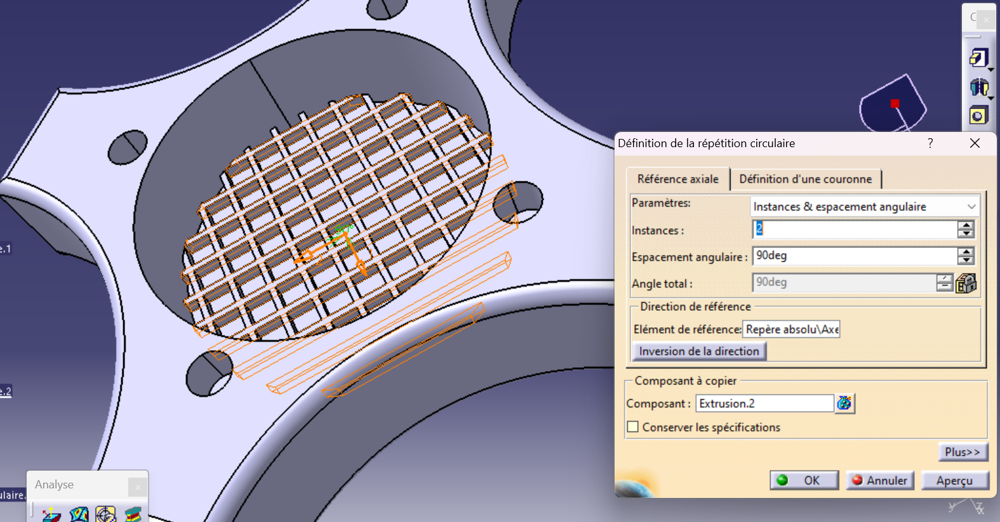 C
Définition de la répétition circulaire
?
Référence axiale
Définition d'une couronne
Paramètres:
Instances & espacement angulaire
Instances :
2
Espacement angulaire :
90deg
Angle total :
90deg
Direction de référence
Elément de référence:
Repère absolu\Axe
Inversion de la direction
Composant à copier
Composant :
Extrusion.2
Conserver les spécifications
Plus>>
OK
Annuler
Aperçu
e.1
e.2
ulaire.
Analyse
y
z
x